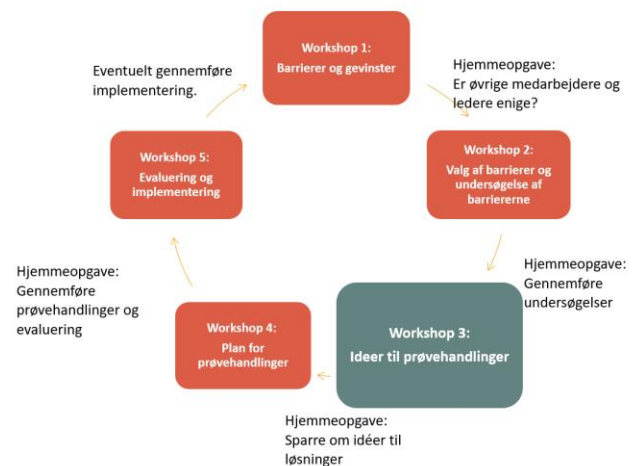 Workshop 1:
Barrierer og gevinster
Hjemmeopgave:
Er øvrige medarbejdere og
ledere enige?
Workshop 2:
Valg af barrierer og
undersøgelse af
barriererne
Hjemmeopgave:
Gennemføre
undersøgelser
Workshop 3:
Ideer til prøvehandlinger
Hjemmeopgave:
Sparre om idéer til
løsninger
Workshop 4:
Plan for
prøvehandlinger
Hjemmeopgave:
Gennemføre
prøvehandlinger og
evaluering
Workshop 5:
Evaluering og
implementering
Eventuelt gennemføre
implementering.